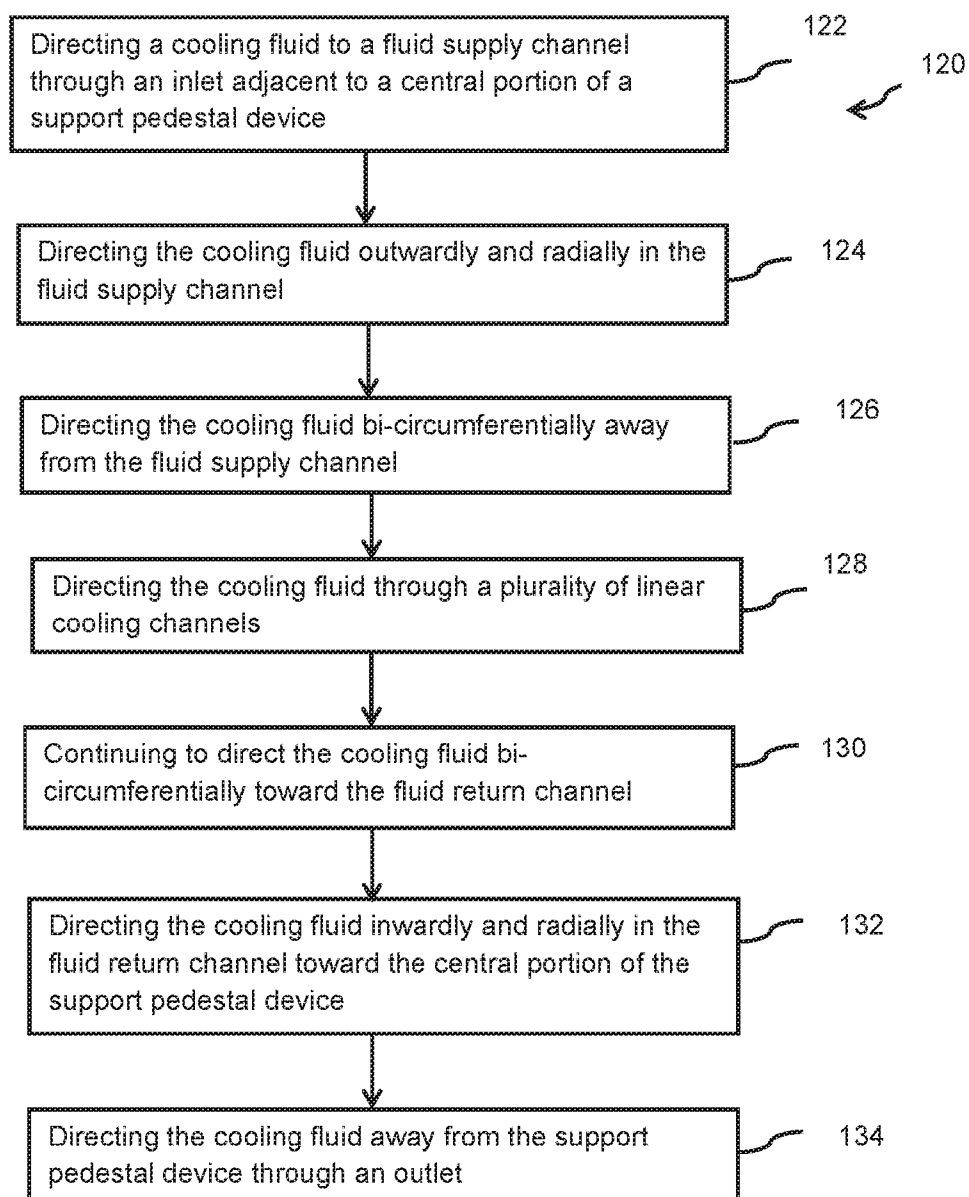 Directing a cooling fluid to a fluid supply channel
through an inlet adjacent to a central portion of a
support pedestal device
122
120
Directing the cooling fluid outwardly and radially in the
fluid supply channel
124
Directing the cooling fluid bi-circumferentially away
from the fluid supply channel
126
Directing the cooling fluid through a plurality of linear
cooling channels
128
Continuing to direct the cooling fluid bi-
circumferentially toward the fluid return channel
130
Directing the cooling fluid inwardly and radially in the
fluid return channel toward the central portion of the
support pedestal device
132
Directing the cooling fluid away from the support
pedestal device through an outlet
134